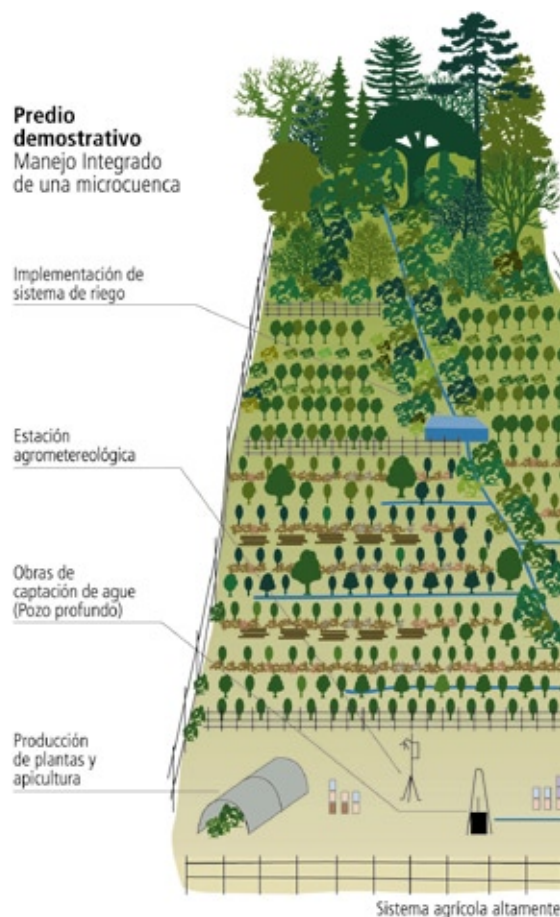 Predio
demostrativo
Manejo Integrado
de una microcuenca
Implementación de
sistema de riego
Estación
agrometereológica
Obras de
captación de ague
(Pozo profundo)
Producción
de plantas y
apicultura
Sistema agrícola altamente